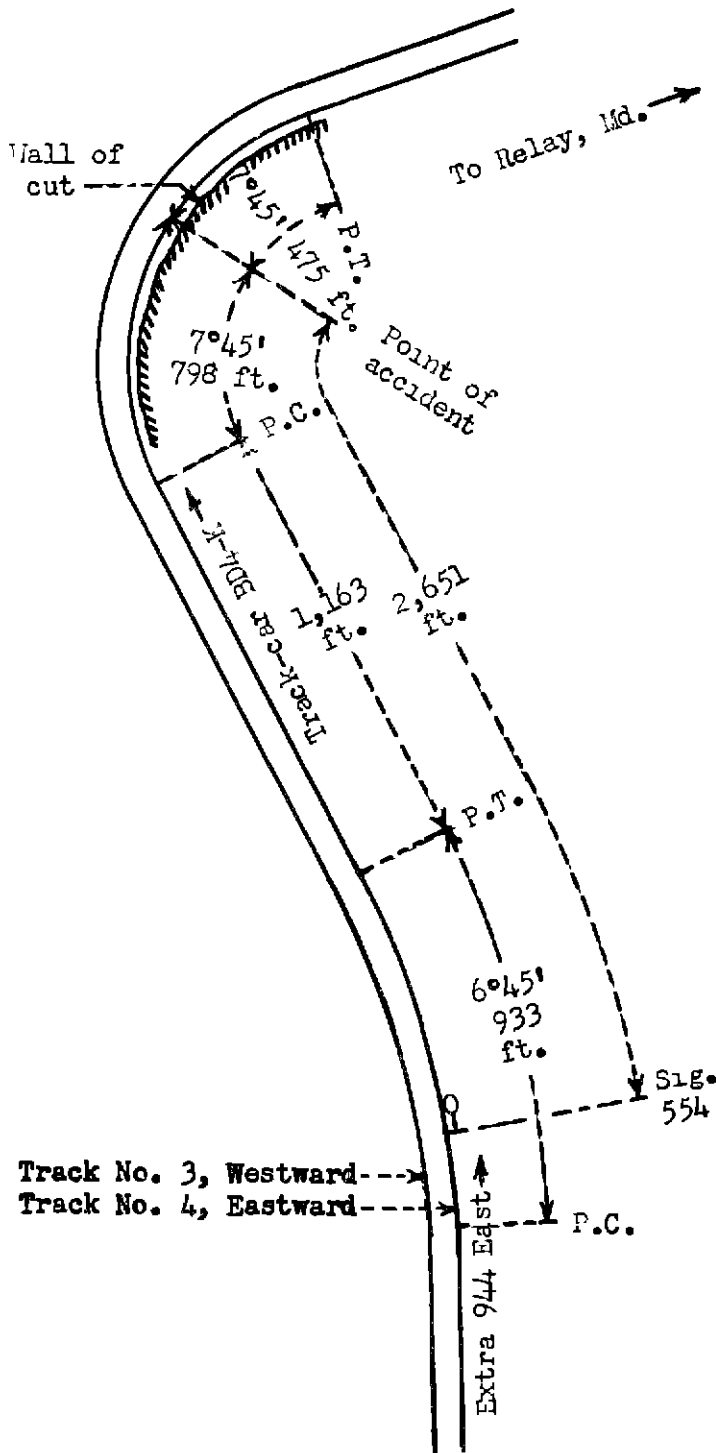 To Relay, Md.
Wall of
cut
7°45'
475 ft.
P.T.
7°45'
798 ft.
Point of
accident
P.C.
Track-car BD4-K
1,163
ft.
2,651
ft.
P.T.
6°45'
933
ft.
Sig.
554
Track No. 3, Westward
Track No. 4, Eastward
P.C.
Extra 944 East